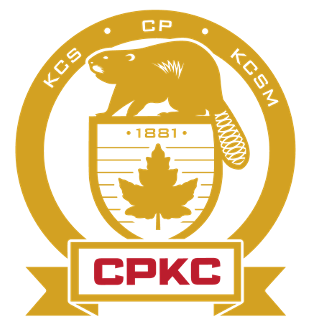 KCS • CP • KCSM
• 1881 •
CPKC